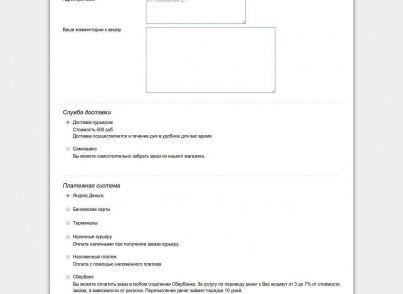 Ваши комментарии к заказу
Служба доставки
Доставка курьером
Стоимость 500 руб
Доставка осуществляется в течение дня в удобное для вас время.
Самовывоз
Вы можете самостоятельно забрать заказ из нашего магазина.
Платежная система
Яндекс.Деньги
Банковские карты
Терминалы
Наличные курьеру
Оплата наличными при получении заказа курьеру.
Наложенный платеж
Оплата с помощью наложенного платежа
Сбербанк
Вы можете оплатить заказ в любом отделении Сбербанка. За услугу по переводу денег с Вас возьмут от 3 до 7% от стоимости
заказа, в зависимости от региона. Перечисление денег займет порядка 10 дней.